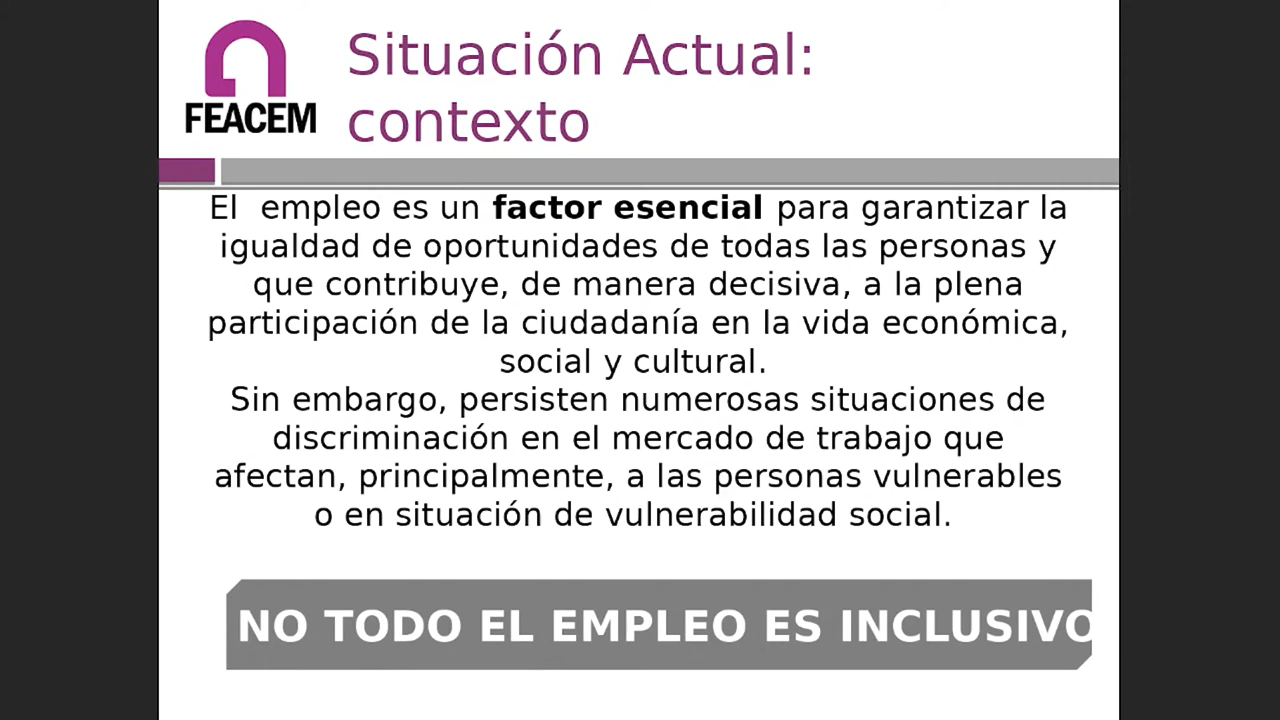 FEACEM
Situación Actual:
contexto
El  empleo es un factor esencial para garantizar la
igualdad de oportunidades de todas las personas y
que contribuye, de manera decisiva, a la plena
participación de la ciudadanía en la vida económica,
social y cultural.
Sin embargo, persisten numerosas situaciones de
discriminación en el mercado de trabajo que
afectan, principalmente, a las personas vulnerables
o en situación de vulnerabilidad social.
NO TODO EL EMPLEO ES INCLUSIVO